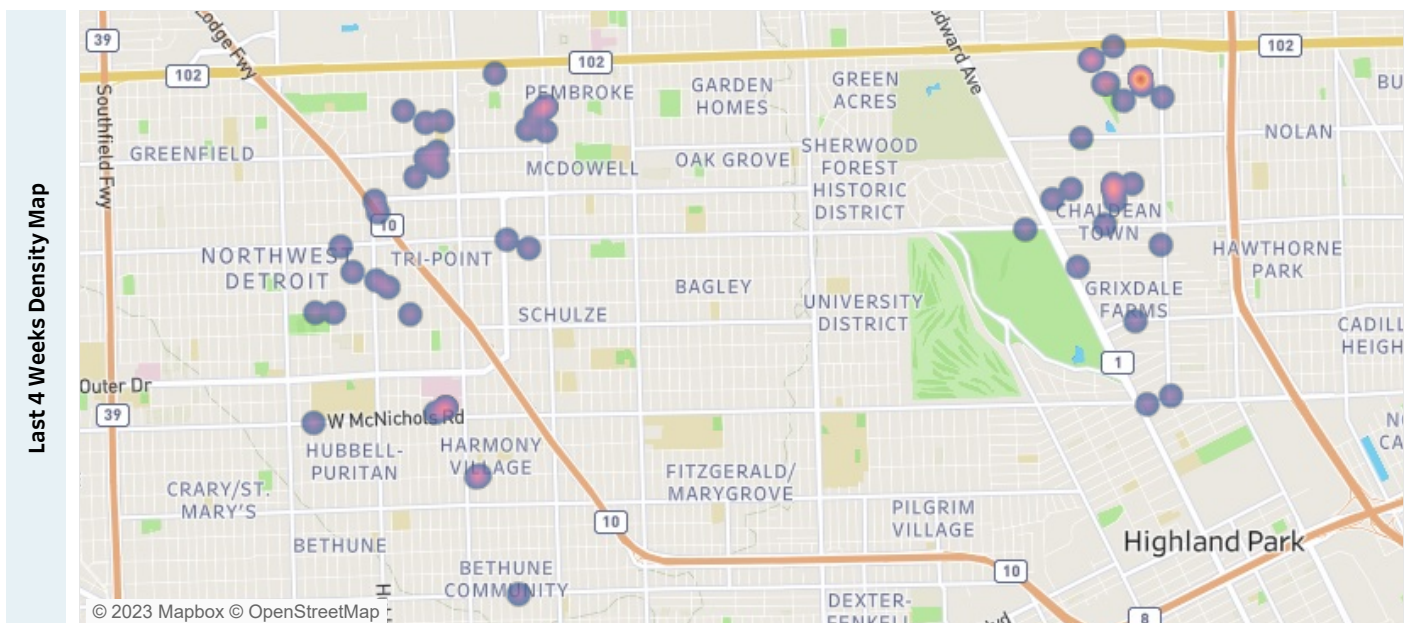 Last 4 Weeks Density Map
39
Lodge Fwy
102
102
102
Southfield Fwy
PEMBROKE
GARDEN
HOMES
GREEN
ACRES
BU
NOLAN
GREENFIELD
MCDOWELL
OAK GROVE
SHERWOOD
FOREST
HISTORIC
DISTRICT
CHALDEAN
TOWN
10
NORTHWEST
DETROIT
TRI-POINT
HAWTHORNE
PARK
BAGLEY
UNIVERSITY
DISTRICT
GRIXDALE
FARMS
SCHULZE
CADILL
HEIGH
1
Outer Dr
39
W McNichols Rd
HUBBELL-
PURITAN
HARMONY
VILLAGE
FITZGERALD/
MARYGROVE
CRARY/ST.
MARY'S
10
PILGRIM
VILLAGE
Highland Park
BETHUNE
BETHUNE
COMMUNITY
10
DEXTER-
FENKELL
8
© 2023 Mapbox © OpenStreetMap